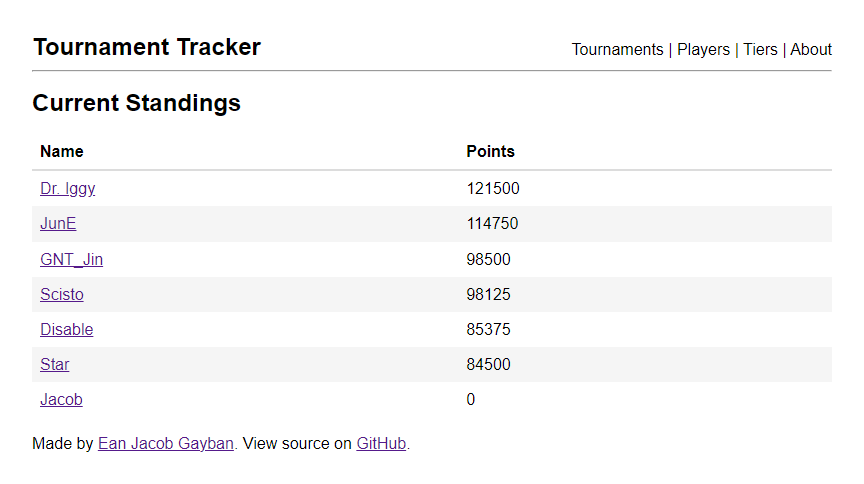 Tournament Tracker
Tournaments | Players | Tiers | About
Current Standings
Name Points
Dr. Iggy 121500
JunE 114750
GNT_Jin 98500
Scisto 98125
Disable 85375
Star 84500
Jacob 0
Made by Ean Jacob Gayban. View source on GitHub.